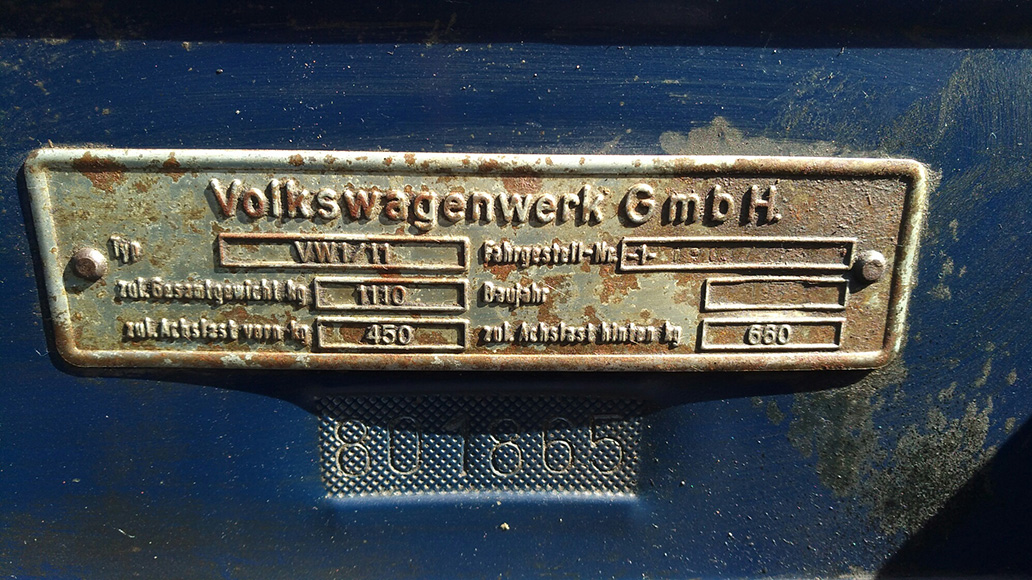 Volkswagenwerk GmbH.
Typ VW1/11 Fahrgestell-Nr. -1-
zul. Gesamtgewicht kg 1110 Baujahr
zul. Achslast vorn kg 450 zul. Achslast hinten kg 660
801865